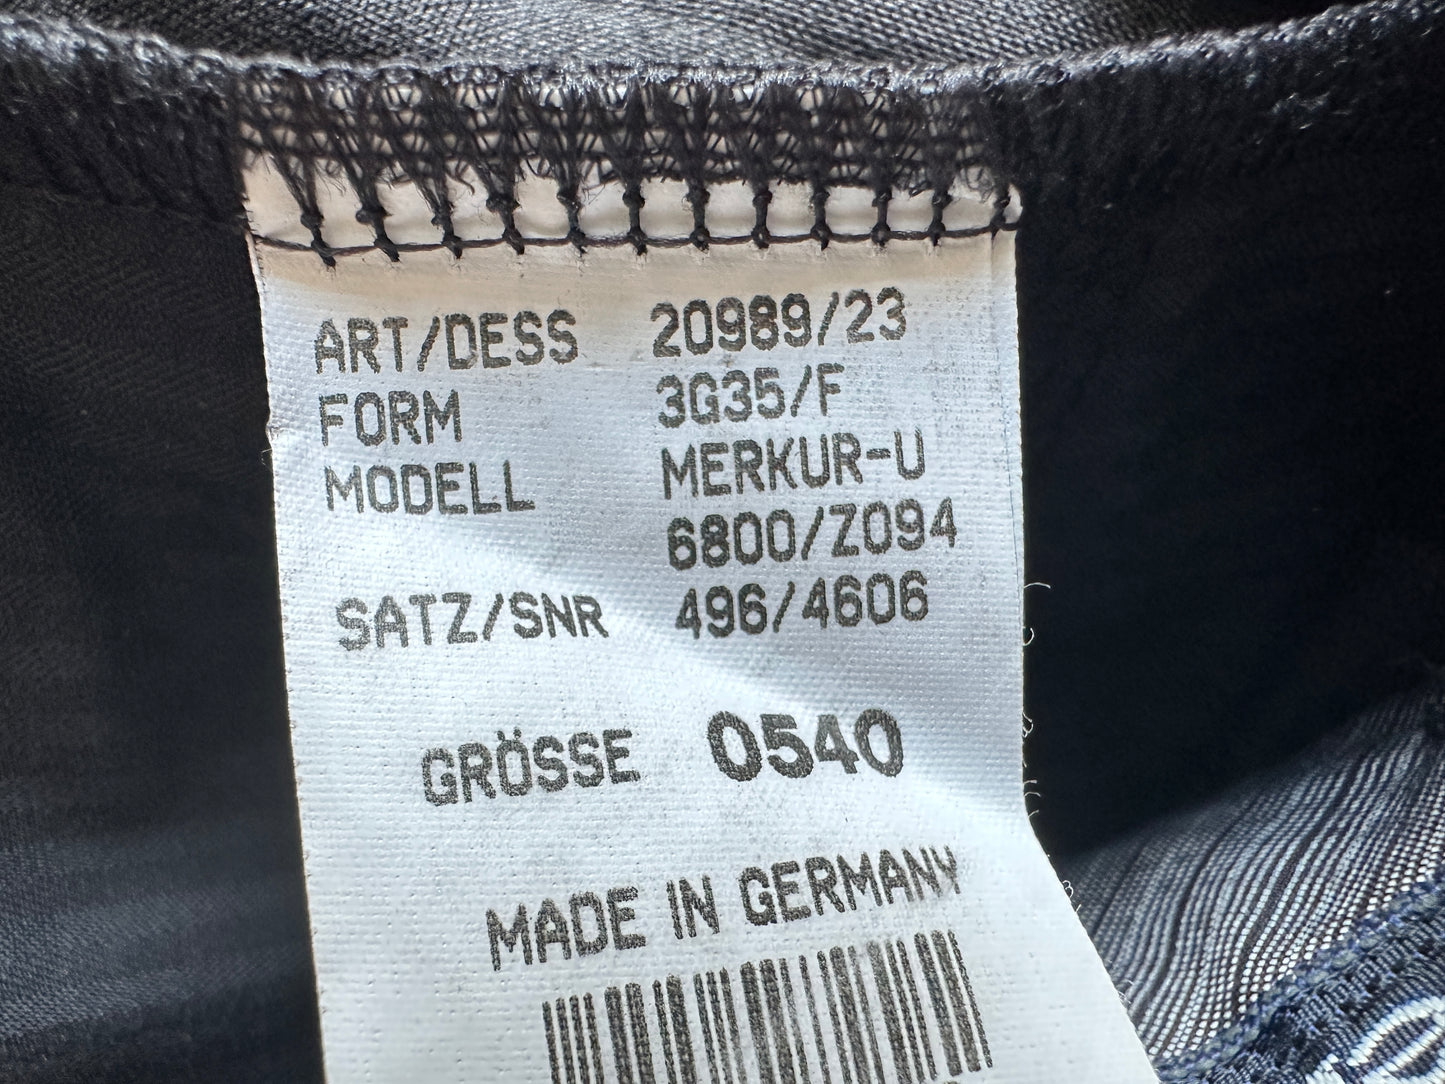 ART/DESS 20989/23
FORM 3G35/F
MODELL MERKUR-U
6800/Z094
SATZ/SNR 496/4606
GRÖSSE 0540
MADE IN GERMANY